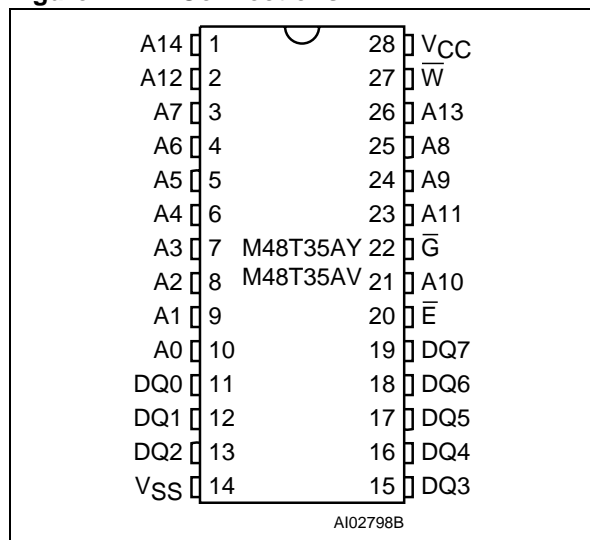 A14 1 28 VCC
A12 2 27 W̅
A7 3 26 A13
A6 4 25 A8
A5 5 24 A9
A4 6 23 A11
A3 7 M48T35AY 22 G̅
A2 8 M48T35AV 21 A10
A1 9 20 E̅
A0 10 19 DQ7
DQ0 11 18 DQ6
DQ1 12 17 DQ5
DQ2 13 16 DQ4
VSS 14 15 DQ3
AI02798B